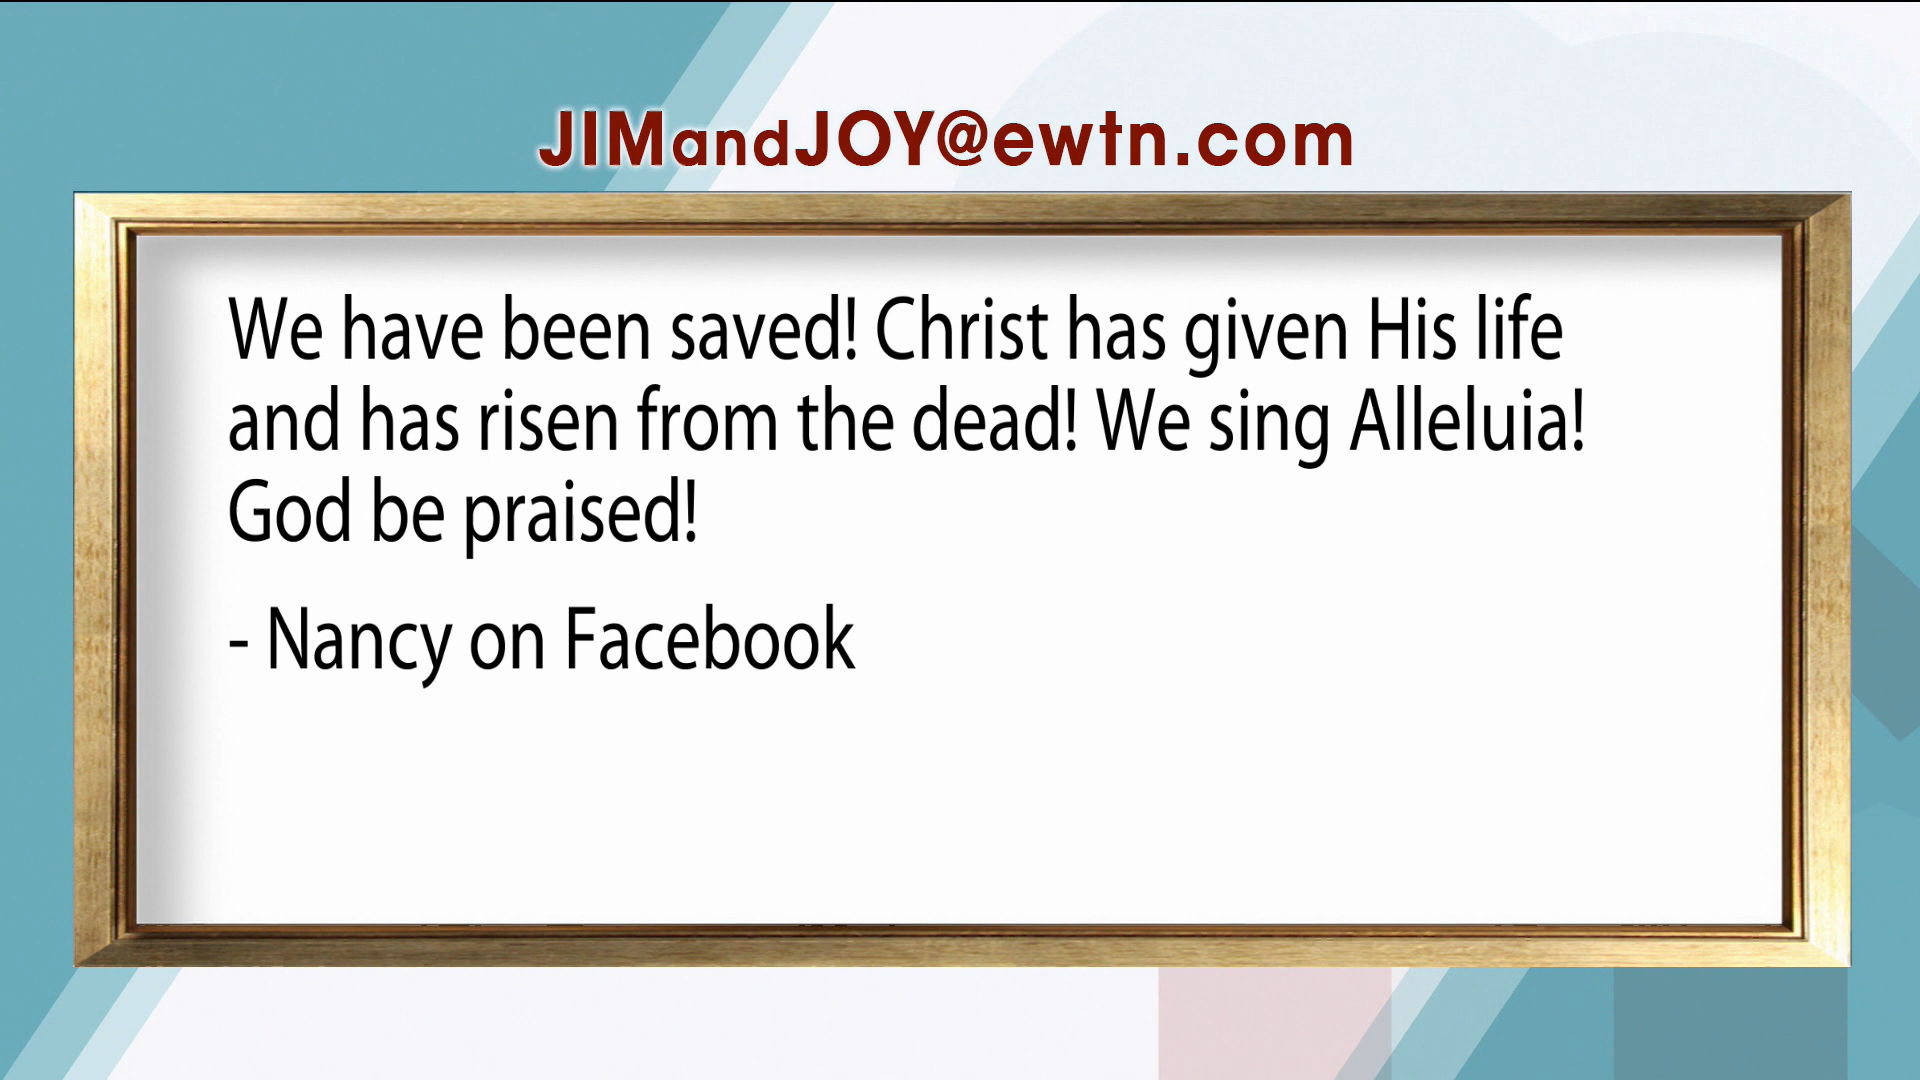 JIMandJOY@ewtn.com
We have been saved! Christ has given His life
and has risen from the dead! We sing Alleluia!
God be praised!
- Nancy on Facebook